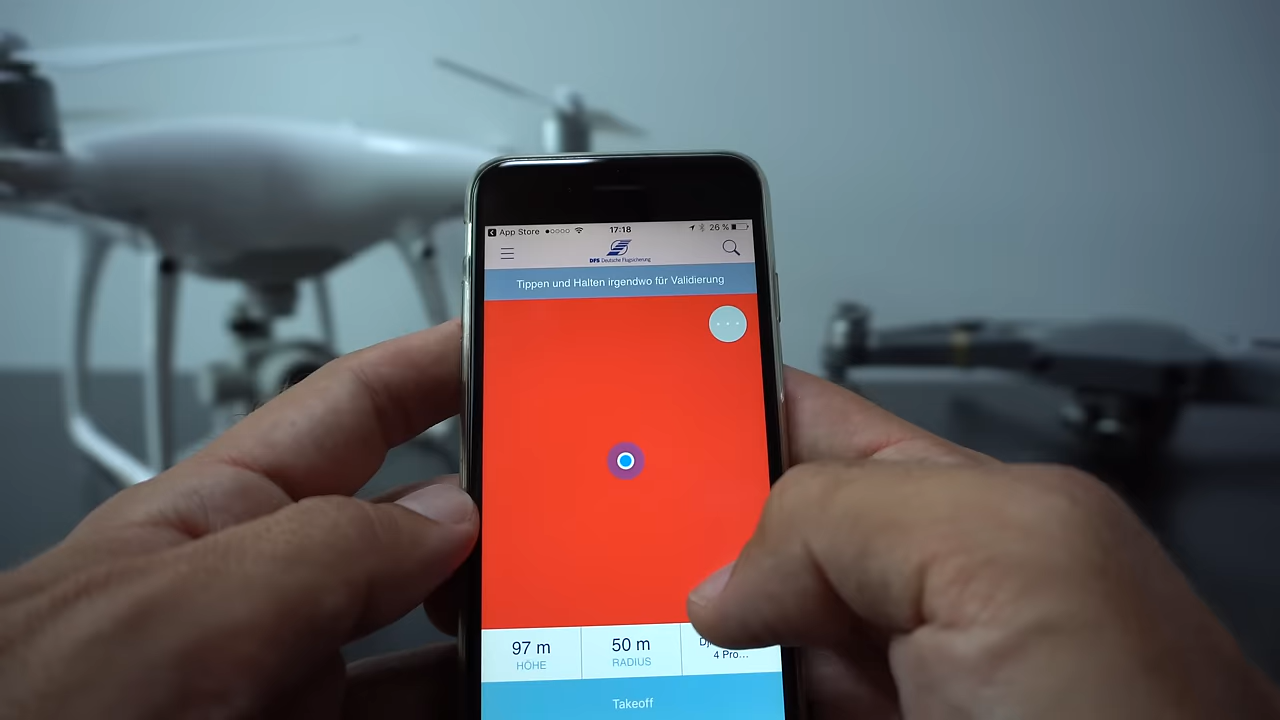 App Store
17:18
26 %
DFS Deutsche Flugsicherung
Tippen und Halten irgendwo für Validierung
97 m
HÖHE
50 m
RADIUS
4 Pro...
Takeoff